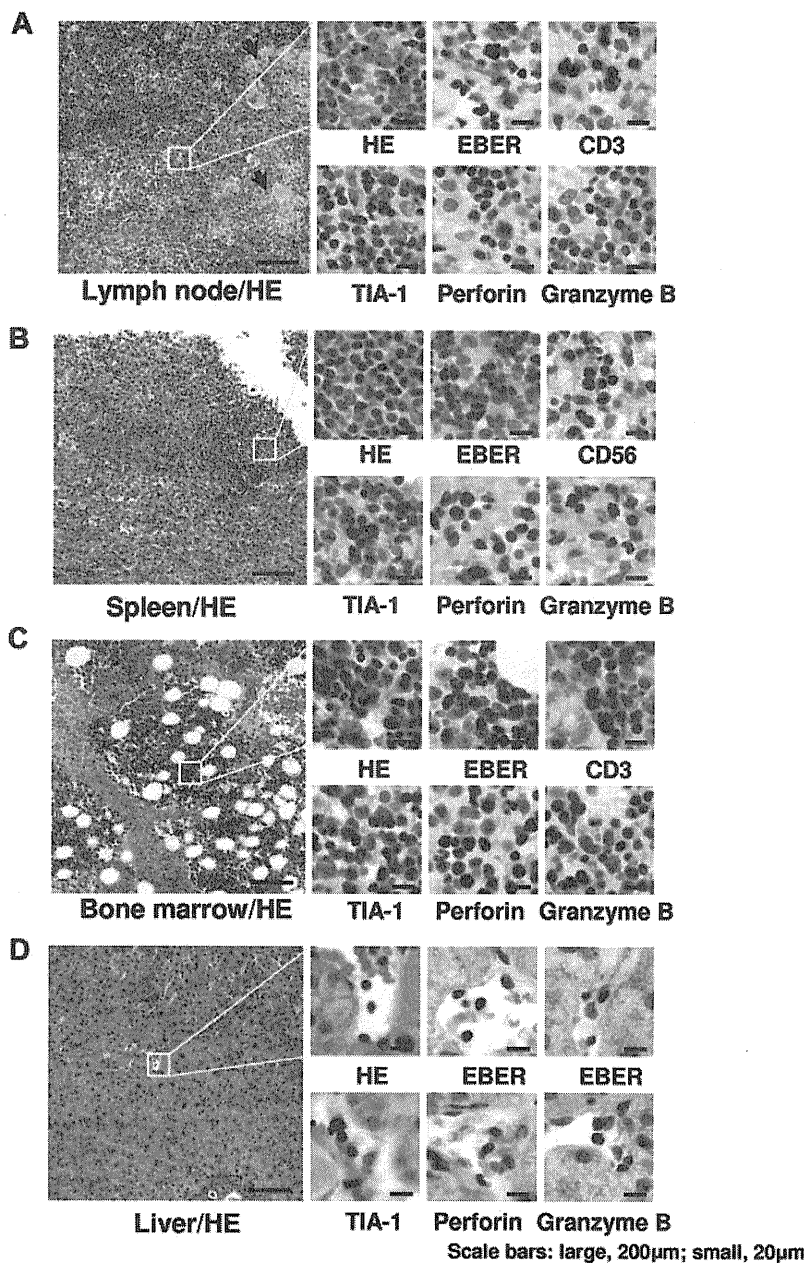 A
HE EBER CD3
Lymph node/HE
TIA-1 Perforin Granzyme B
B
HE EBER CD56
Spleen/HE
TIA-1 Perforin Granzyme B
C
HE EBER CD3
Bone marrow/HE
TIA-1 Perforin Granzyme B
D
HE EBER EBER
Liver/HE
TIA-1 Perforin Granzyme B
Scale bars: large, 200μm; small, 20μm